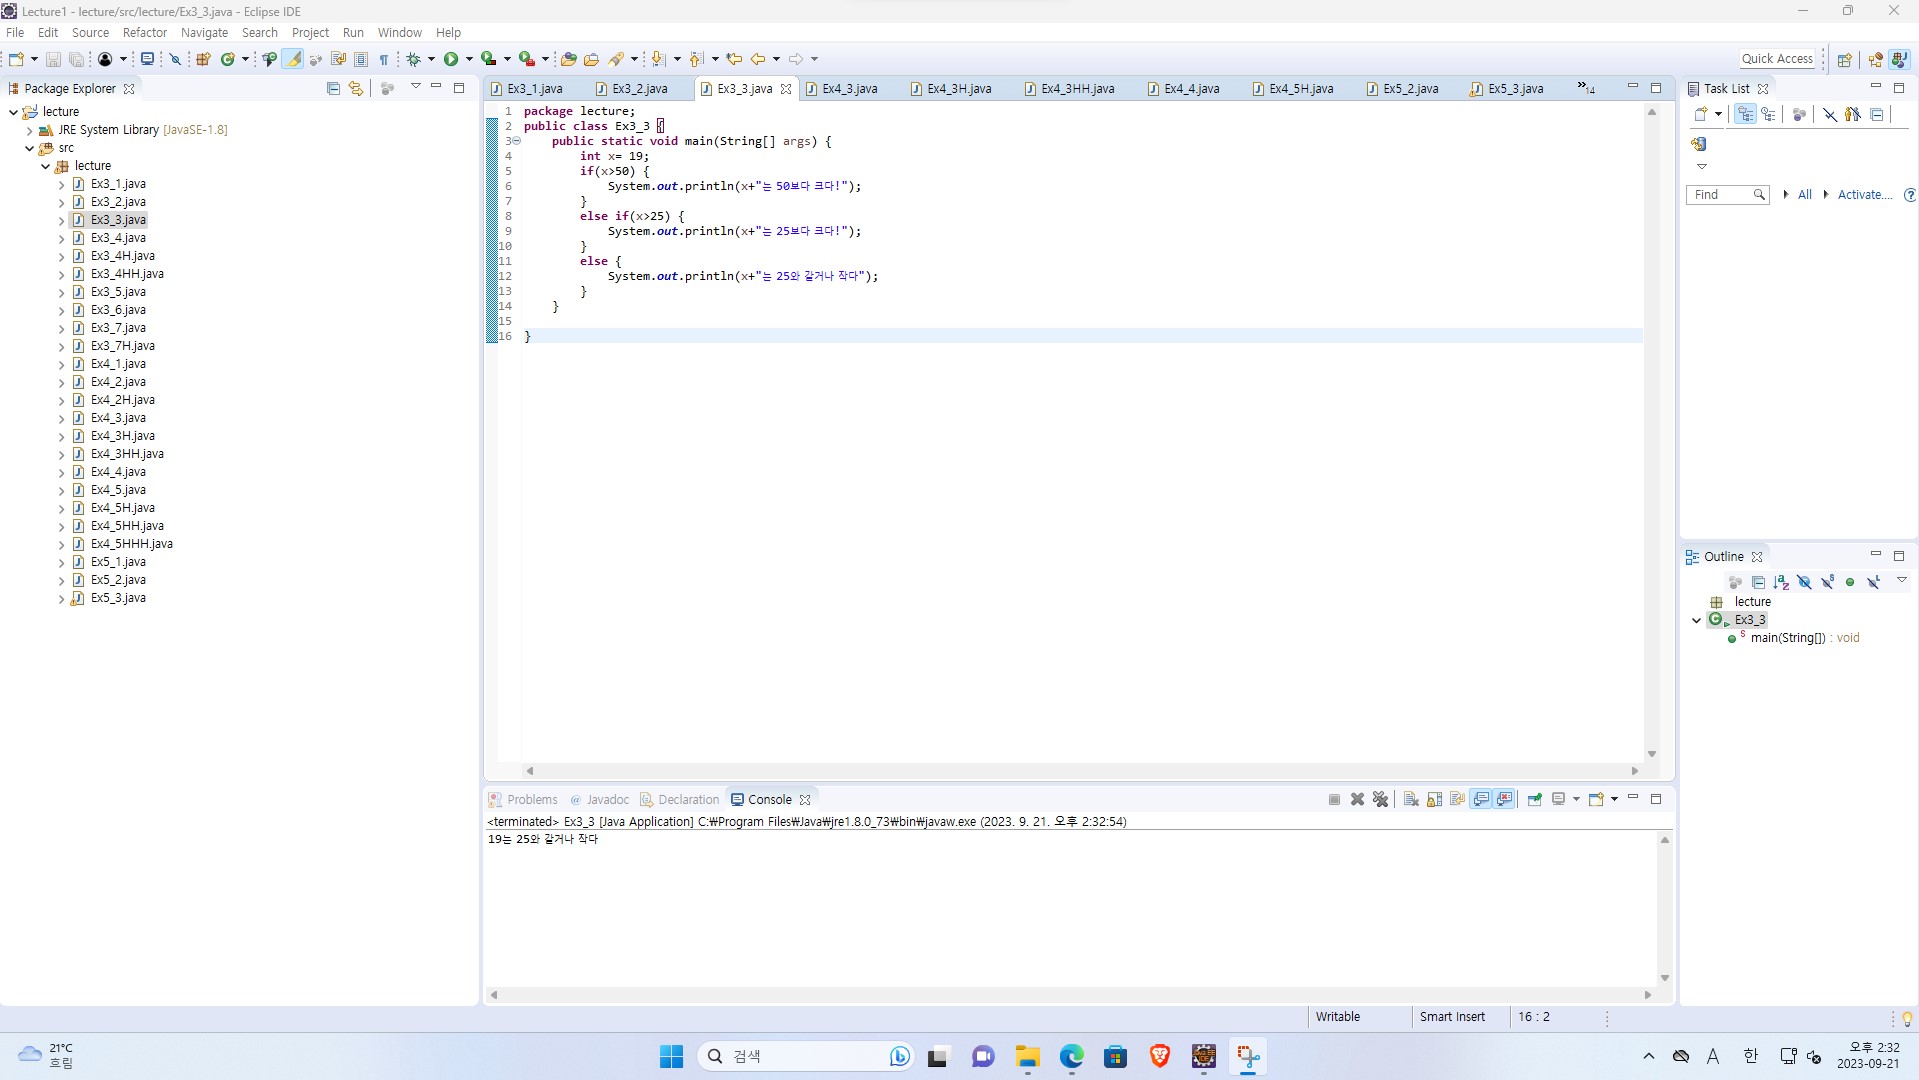 Lecture1 - lecture/src/lecture/Ex3_3.java - Eclipse IDE
File Edit Source Refactor Navigate Search Project Run Window Help
Quick Access
Package Explorer
lecture
JRE System Library [JavaSE-1.8]
src
lecture
Ex3_1.java
Ex3_2.java
Ex3_3.java
Ex3_4.java
Ex3_4H.java
Ex3_4HH.java
Ex3_5.java
Ex3_6.java
Ex3_7.java
Ex3_7H.java
Ex4_1.java
Ex4_2.java
Ex4_2H.java
Ex4_3.java
Ex4_3H.java
Ex4_3HH.java
Ex4_4.java
Ex4_5.java
Ex4_5H.java
Ex4_5HH.java
Ex4_5HHH.java
Ex5_1.java
Ex5_2.java
Ex5_3.java
Ex3_1.java Ex3_2.java Ex3_3.java Ex4_3.java Ex4_3H.java Ex4_3HH.java Ex4_4.java Ex4_5H.java Ex5_2.java Ex5_3.java »14
1 package lecture;
2 public class Ex3_3 {
3 public static void main(String[] args) {
4 int x= 19;
5 if(x>50) {
6 System.out.println(x+"는 50보다 크다!");
7 }
8 else if(x>25) {
9 System.out.println(x+"는 25보다 크다!");
10 }
11 else {
12 System.out.println(x+"는 25와 같거나 작다");
13 }
14 }
15
16 }
Problems @ Javadoc Declaration Console
<terminated> Ex3_3 [Java Application] C:₩Program Files₩Java₩jre1.8.0_73₩bin₩javaw.exe (2023. 9. 21. 오후 2:32:54)
19는 25와 같거나 작다
Task List
Find All Activate...
Outline
lecture
Ex3_3
main(String[]) : void
Writable Smart Insert 16 : 2
21°C
흐림
검색
A 한
오후 2:32
2023-09-21